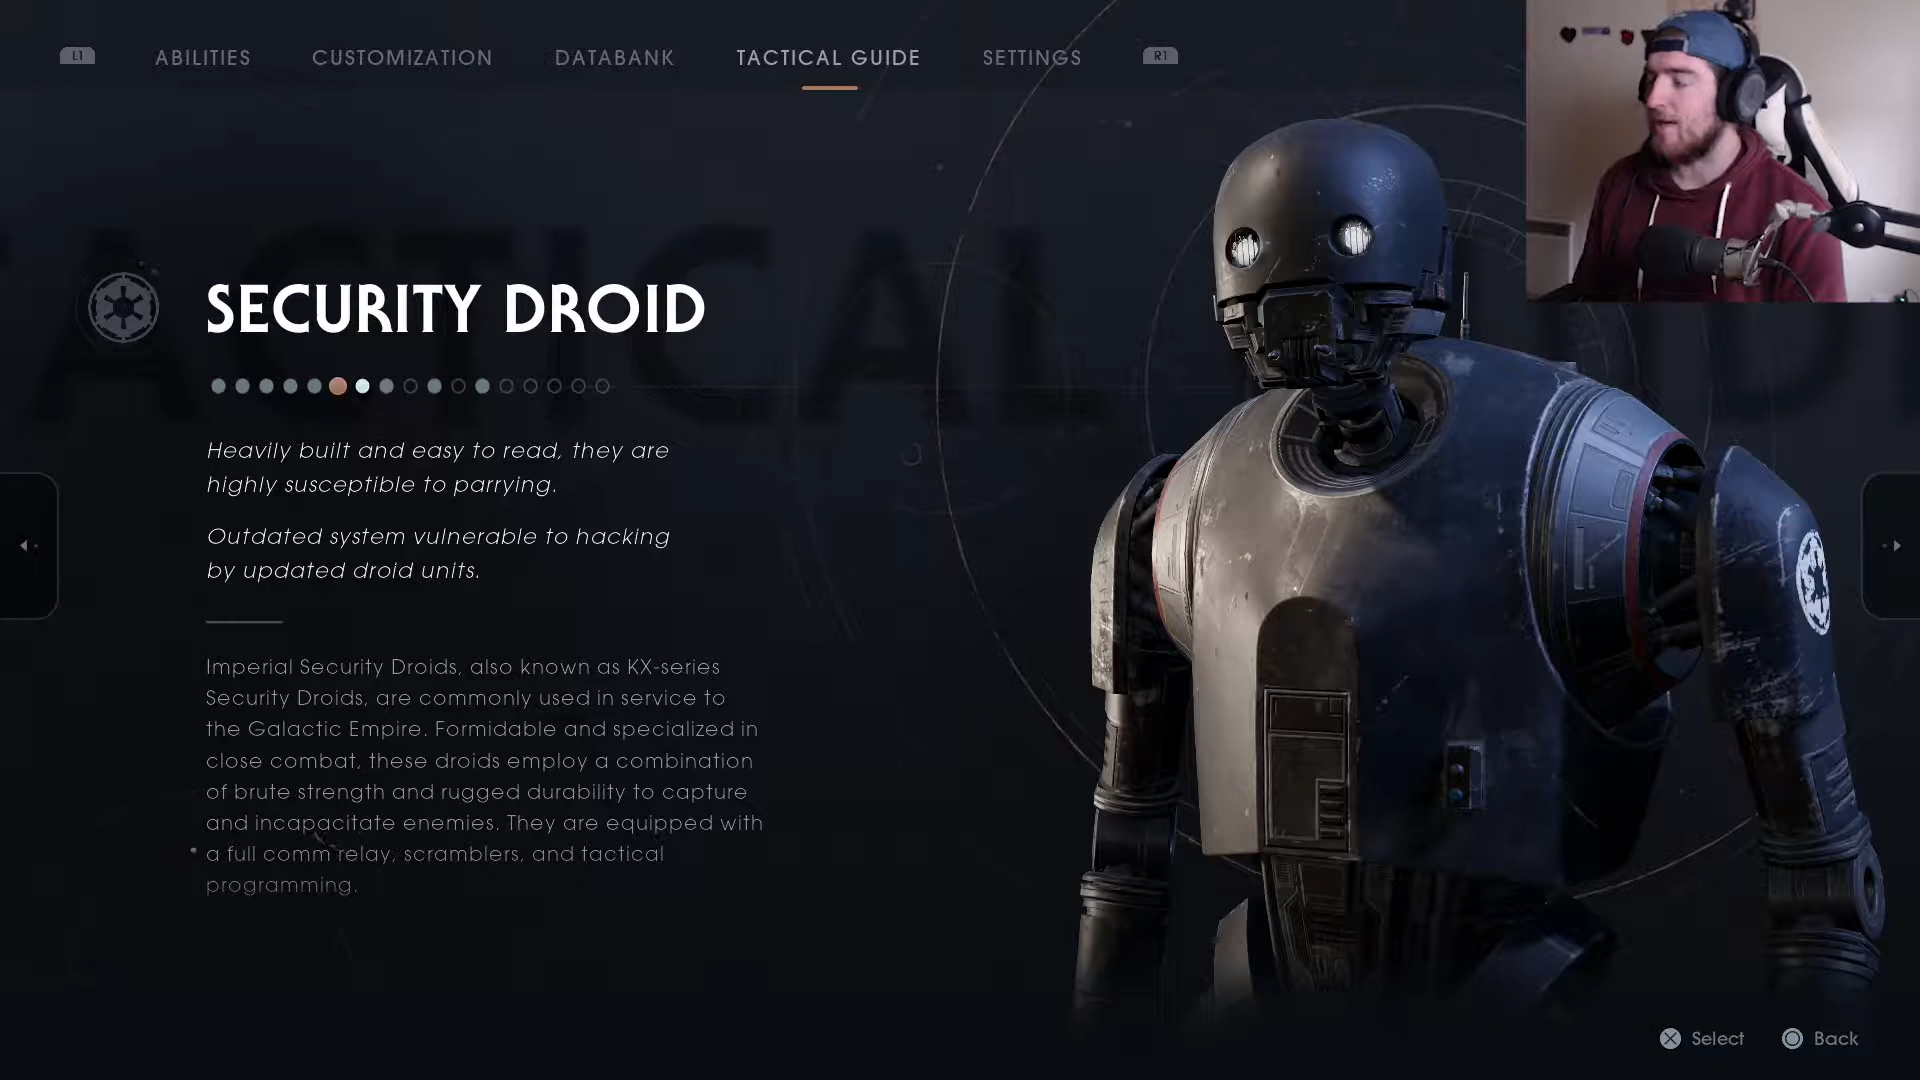 L1
ABILITIES
CUSTOMIZATION
DATABANK
TACTICAL GUIDE
SETTINGS
R1
TACTICAL
SECURITY DROID
Heavily built and easy to read, they are
highly susceptible to parrying.
Outdated system vulnerable to hacking
by updated droid units.
Imperial Security Droids, also known as KX-series
Security Droids, are commonly used in service to
the Galactic Empire. Formidable and specialized in
close combat, these droids employ a combination
of brute strength and rugged durability to capture
and incapacitate enemies. They are equipped with
a full comm relay, scramblers, and tactical
programming.
Select
Back